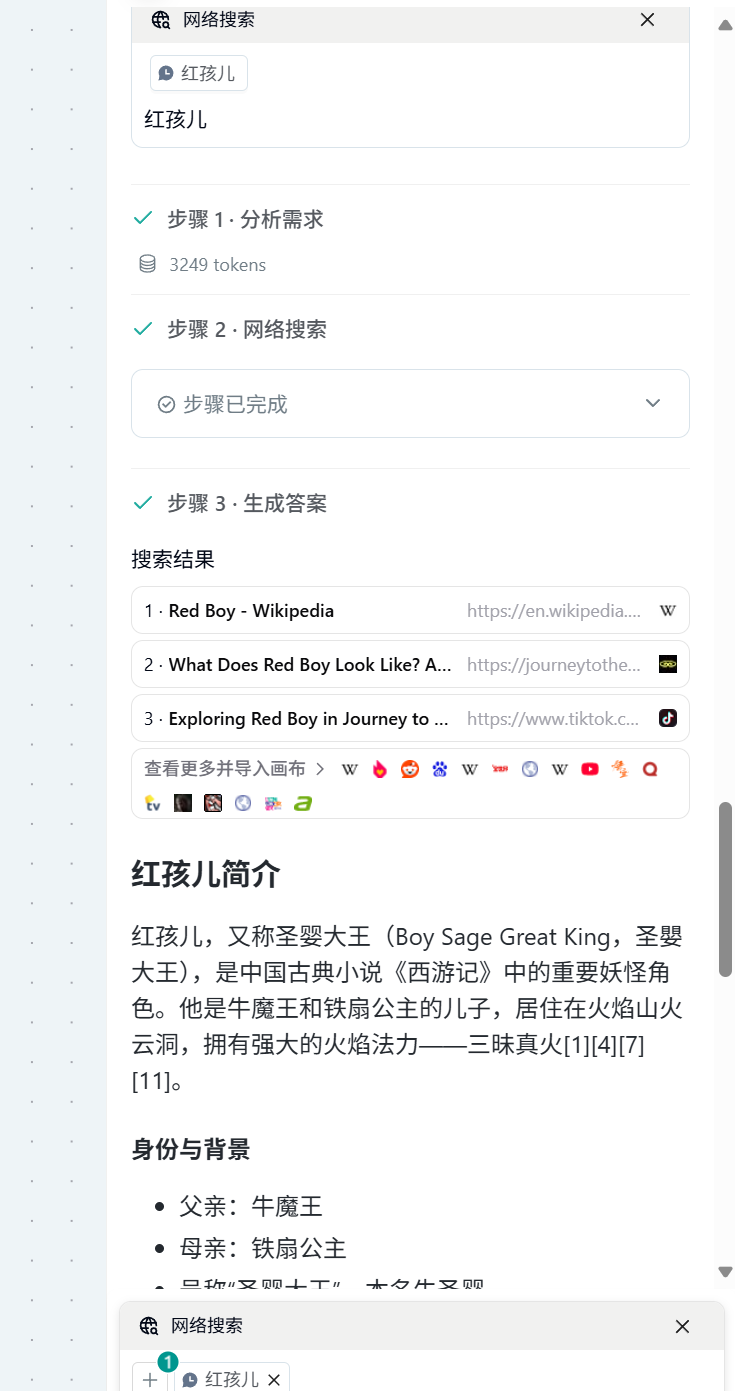 网络搜索
红孩儿
红孩儿
步骤 1 · 分析需求
3249 tokens
步骤 2 · 网络搜索
步骤已完成
步骤 3 · 生成答案
搜索结果
1 · Red Boy - Wikipedia https://en.wikipedia....
2 · What Does Red Boy Look Like? A... https://journeytothe...
3 · Exploring Red Boy in Journey to ... https://www.tiktok.c...
查看更多并导入画布
红孩儿简介
红孩儿，又称圣婴大王（Boy Sage Great King，圣嬰
大王），是中国古典小说《西游记》中的重要妖怪角
色。他是牛魔王和铁扇公主的儿子，居住在火焰山火
云洞，拥有强大的火焰法力——三昧真火[1][4][7]
[11]。
身份与背景
父亲：牛魔王
母亲：铁扇公主
网络搜索
1
红孩儿